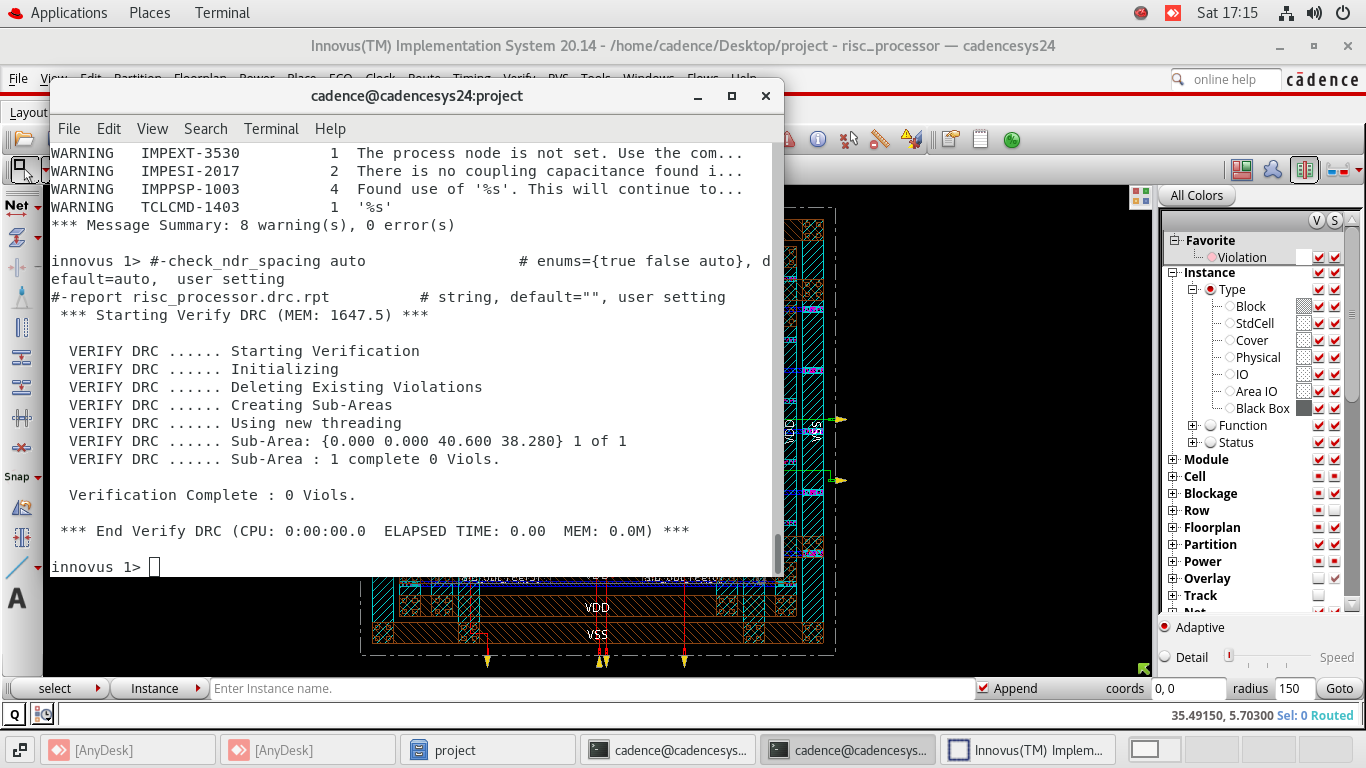 Applications Places Terminal Sat 17:15
Innovus(TM) Implementation System 20.14 - /home/cadence/Desktop/project - risc_processor — cadencesys24
File View Edit Partition Floorplan Power Place ECO Clock Route Timing Verify PVS Tools Windows Flows Help online help cādence
Layout
cadence@cadencesys24:project
File Edit View Search Terminal Help
WARNING IMPEXT-3530 1 The process node is not set. Use the com...
WARNING IMPESI-2017 2 There is no coupling capacitance found i...
WARNING IMPPSP-1003 4 Found use of '%s'. This will continue to...
WARNING TCLCMD-1403 1 '%s'
*** Message Summary: 8 warning(s), 0 error(s)
innovus 1> #-check_ndr_spacing auto # enums={true false auto}, d
efault=auto, user setting
#-report risc_processor.drc.rpt # string, default="", user setting
*** Starting Verify DRC (MEM: 1647.5) ***
VERIFY DRC ...... Starting Verification
VERIFY DRC ...... Initializing
VERIFY DRC ...... Deleting Existing Violations
VERIFY DRC ...... Creating Sub-Areas
VERIFY DRC ...... Using new threading
VERIFY DRC ...... Sub-Area: {0.000 0.000 40.600 38.280} 1 of 1
VERIFY DRC ...... Sub-Area : 1 complete 0 Viols.
Verification Complete : 0 Viols.
*** End Verify DRC (CPU: 0:00:00.0 ELAPSED TIME: 0.00 MEM: 0.0M) ***
innovus 1>
Net
Snap
A
VDD
VSS
VDD
VSS
All Colors
V S
Favorite
Violation
Instance
Type
Block
StdCell
Cover
Physical
IO
Area IO
Black Box
Function
Status
Module
Cell
Blockage
Row
Floorplan
Partition
Power
Overlay
Track
Net
Adaptive
Detail Speed
select Instance Enter Instance name. Append coords 0, 0 radius 150 Goto
Q 35.49150, 5.70300 Sel: 0 Routed
[AnyDesk] [AnyDesk] project cadence@cadencesys... cadence@cadencesys... Innovus(TM) Implem...